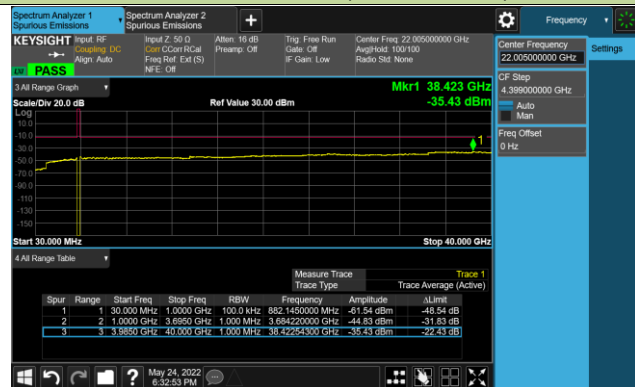 Spectrum Analyzer 1
Spurious Emissions
Spectrum Analyzer 2
Spurious Emissions
Frequency
KEYSIGHT Input: RF
Coupling: DC
Align: Auto
PASS
Input Z: 50 Ω
Corr CCorr RCal
Freq Ref: Ext (S)
NFE: Off
Atten: 16 dB
Preamp: Off
Trig: Free Run
Gate: Off
IF Gain: Low
Center Freq: 22.005000000 GHz
Avg|Hold: 100/100
Radio Std: None
Center Frequency
22.005000000 GHz
Settings
CF Step
4.399000000 GHz
Auto
Man
Freq Offset
0 Hz
3 All Range Graph
Mkr1 38.423 GHz
-35.43 dBm
Scale/Div 20.0 dB
Ref Value 30.00 dBm
Log
10.0
-10.0
-30.0
-50.0
-70.0
-90.0
-110
-130
-150
1
Start 30.000 MHz
Stop 40.000 GHz
4 All Range Table
Measure Trace Trace 1
Trace Type Trace Average (Active)
Spur Range Start Freq Stop Freq RBW Frequency Amplitude ΔLimit
1 1 30.000 MHz 1.0000 GHz 100.0 kHz 882.1450000 MHz -61.54 dBm -48.54 dB
2 2 1.0000 GHz 3.6950 GHz 1.000 MHz 3.684220000 GHz -44.83 dBm -31.83 dB
3 3 3.9850 GHz 40.000 GHz 1.000 MHz 38.42254300 GHz -35.43 dBm -22.43 dB
May 24, 2022
6:32:53 PM